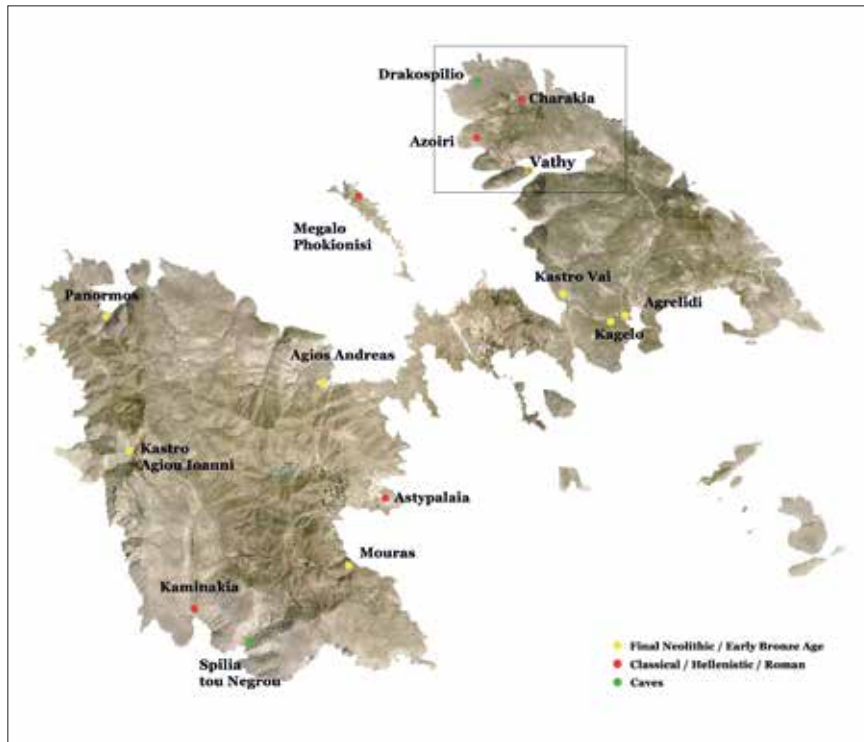 Drakospilio
Charakia
Azoiri
Vathy
Megalo
Phokionisi
Kastro Vai
Panormos
Agrelidi
Kagelo
Agios Andreas
Kastro
Agiou Ioanni
Astypalaia
Mouras
Kaminakia
Spilia
tou Negrou
Final Neolithic / Early Bronze Age
Classical / Hellenistic / Roman
Caves